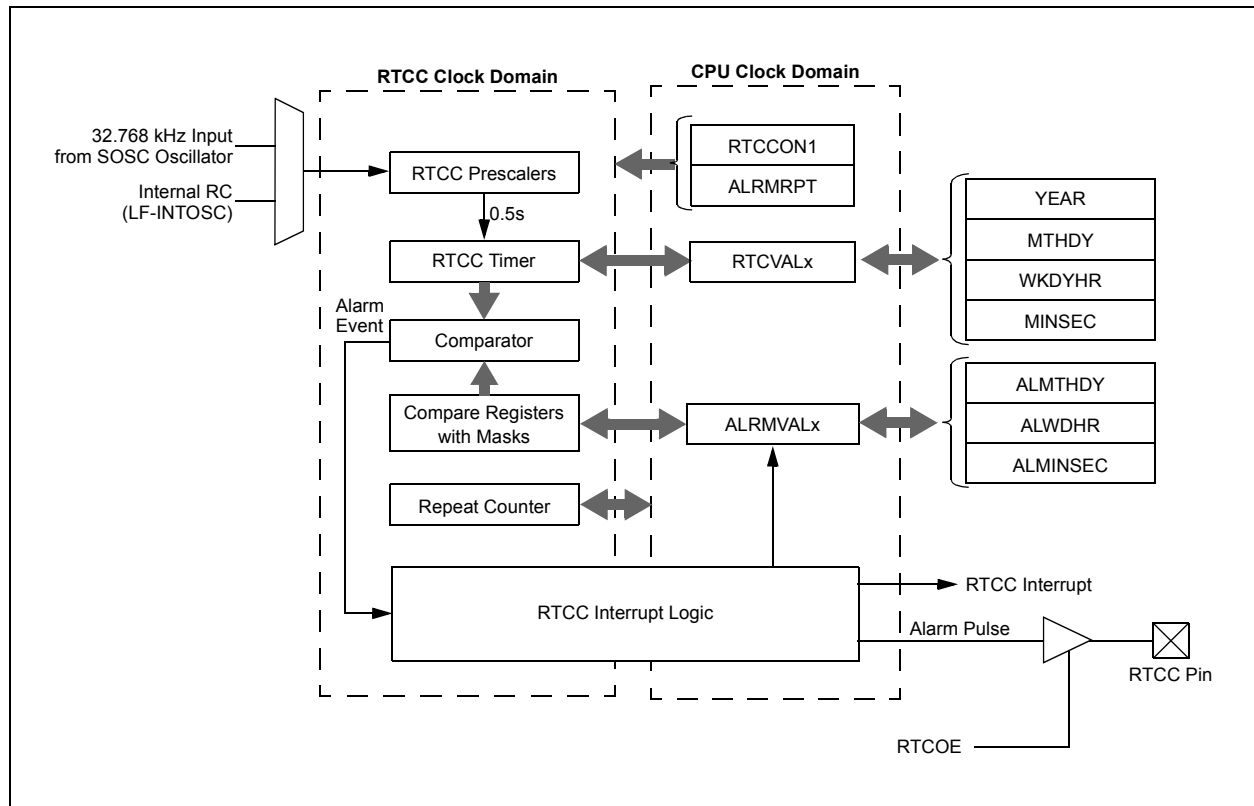 RTCC Clock Domain
CPU Clock Domain
32.768 kHz Input
from SOSC Oscillator
Internal RC
(LF-INTOSC)
RTCC Prescalers
0.5s
RTCC Timer
Alarm
Event
Comparator
Compare Registers
with Masks
Repeat Counter
RTCC Interrupt Logic
RTCCON1
ALRMRPT
RTCVALx
ALRMVALx
YEAR
MTHDY
WKDYHR
MINSEC
ALMTHDY
ALWDHR
ALMINSEC
RTCC Interrupt
Alarm Pulse
RTCC Pin
RTCOE